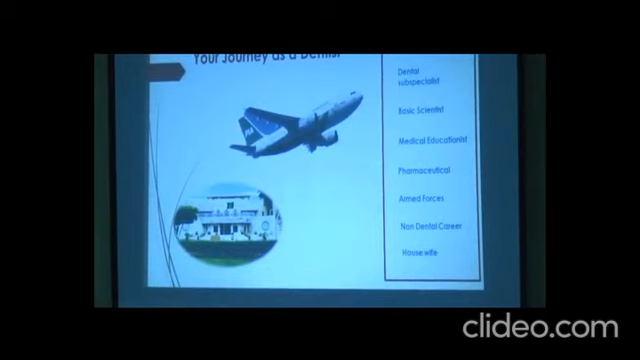 Your Journey as a Dentist
Dental
subspecialist
Basic Scientist
Medical Educationist
Pharmaceutical
Armed Forces
Non Dental Career
House wife
clideo.com